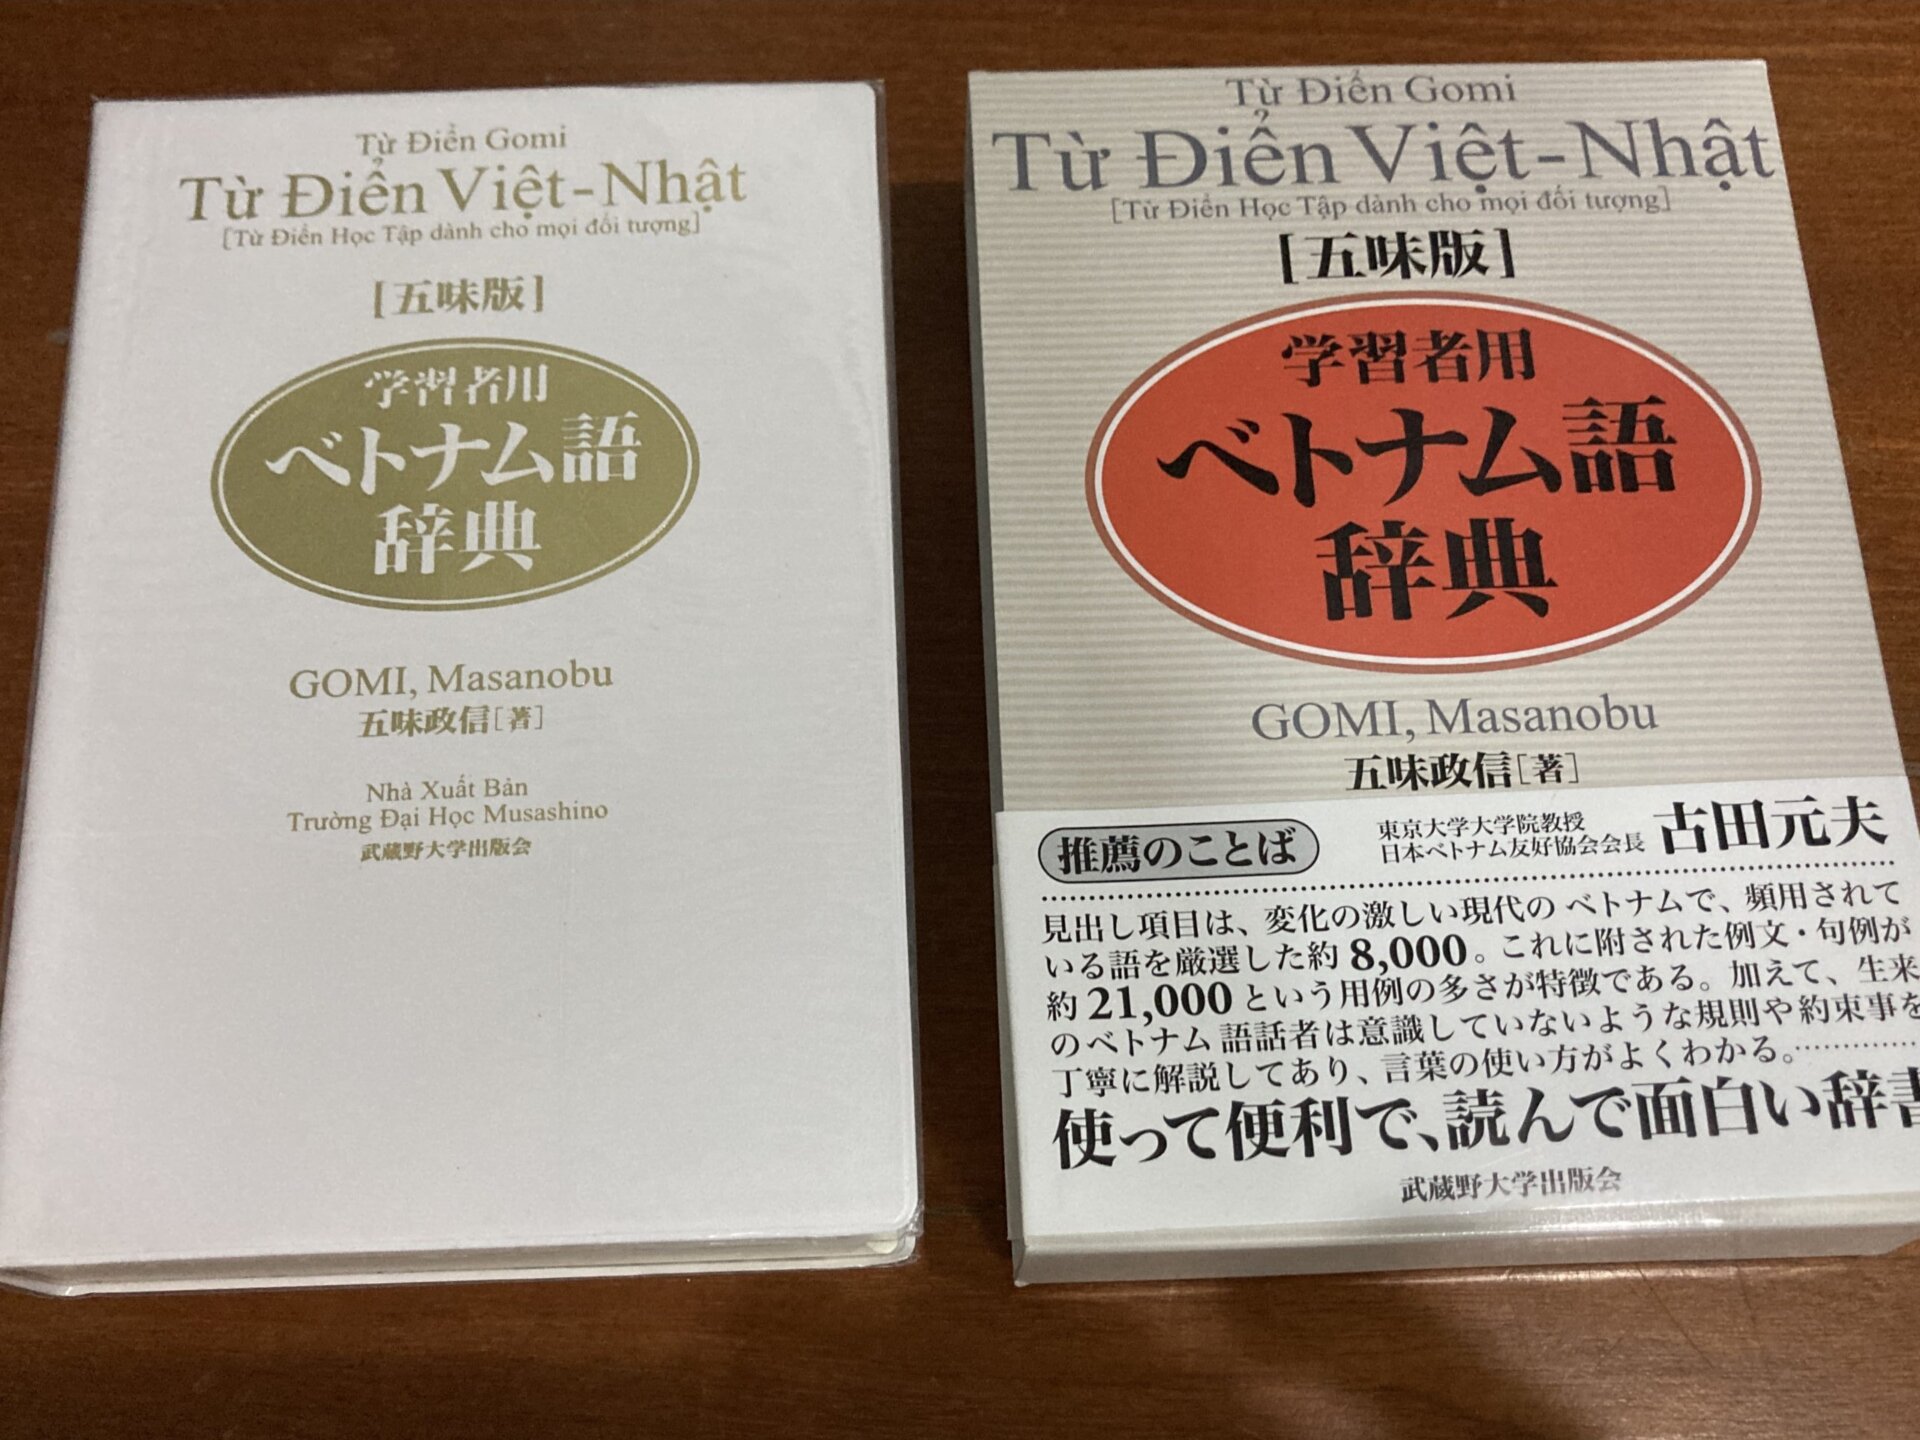 Từ Điển Gomi
Từ Điển Việt-Nhật
[Từ Điển Học Tập dành cho mọi đối tượng]
[五味版]
学習者用
ベトナム語
辞典
GOMI, Masanobu
五味政信[著]
Nhà Xuất Bản
Trường Đại Học Musashino
武蔵野大学出版会
Từ Điển Gomi
Từ Điển Việt-Nhật
[Từ Điển Học Tập dành cho mọi đối tượng]
[五味版]
学習者用
ベトナム語
辞典
GOMI, Masanobu
五味政信[著]
推薦のことば
東京大学大学院教授
日本ベトナム友好協会会長
古田元夫
見出し項目は、変化の激しい現代のベトナムで、頻用されて
いる語を厳選した約8,000。これに附された例文・句例が
約21,000という用例の多さが特徴である。加えて、生来
のベトナム語話者は意識していないような規則や約束事を
丁寧に解説してあり、言葉の使い方がよくわかる。
使って便利で、読んで面白い辞書
武蔵野大学出版会